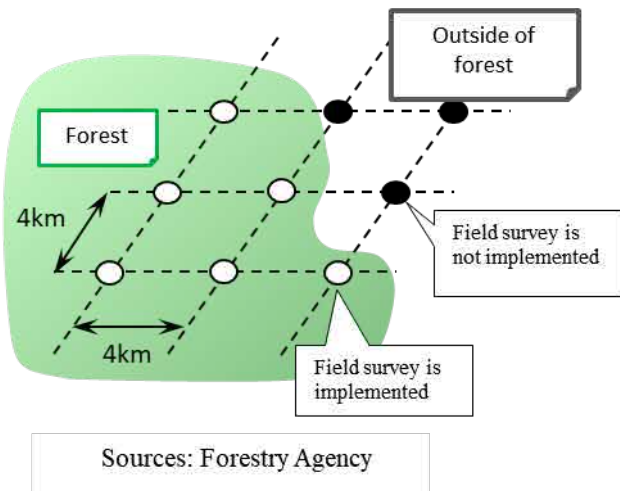 Outside of
forest
Forest
4km
Field survey is
not implemented
4km
Field survey is
implemented
Sources: Forestry Agency